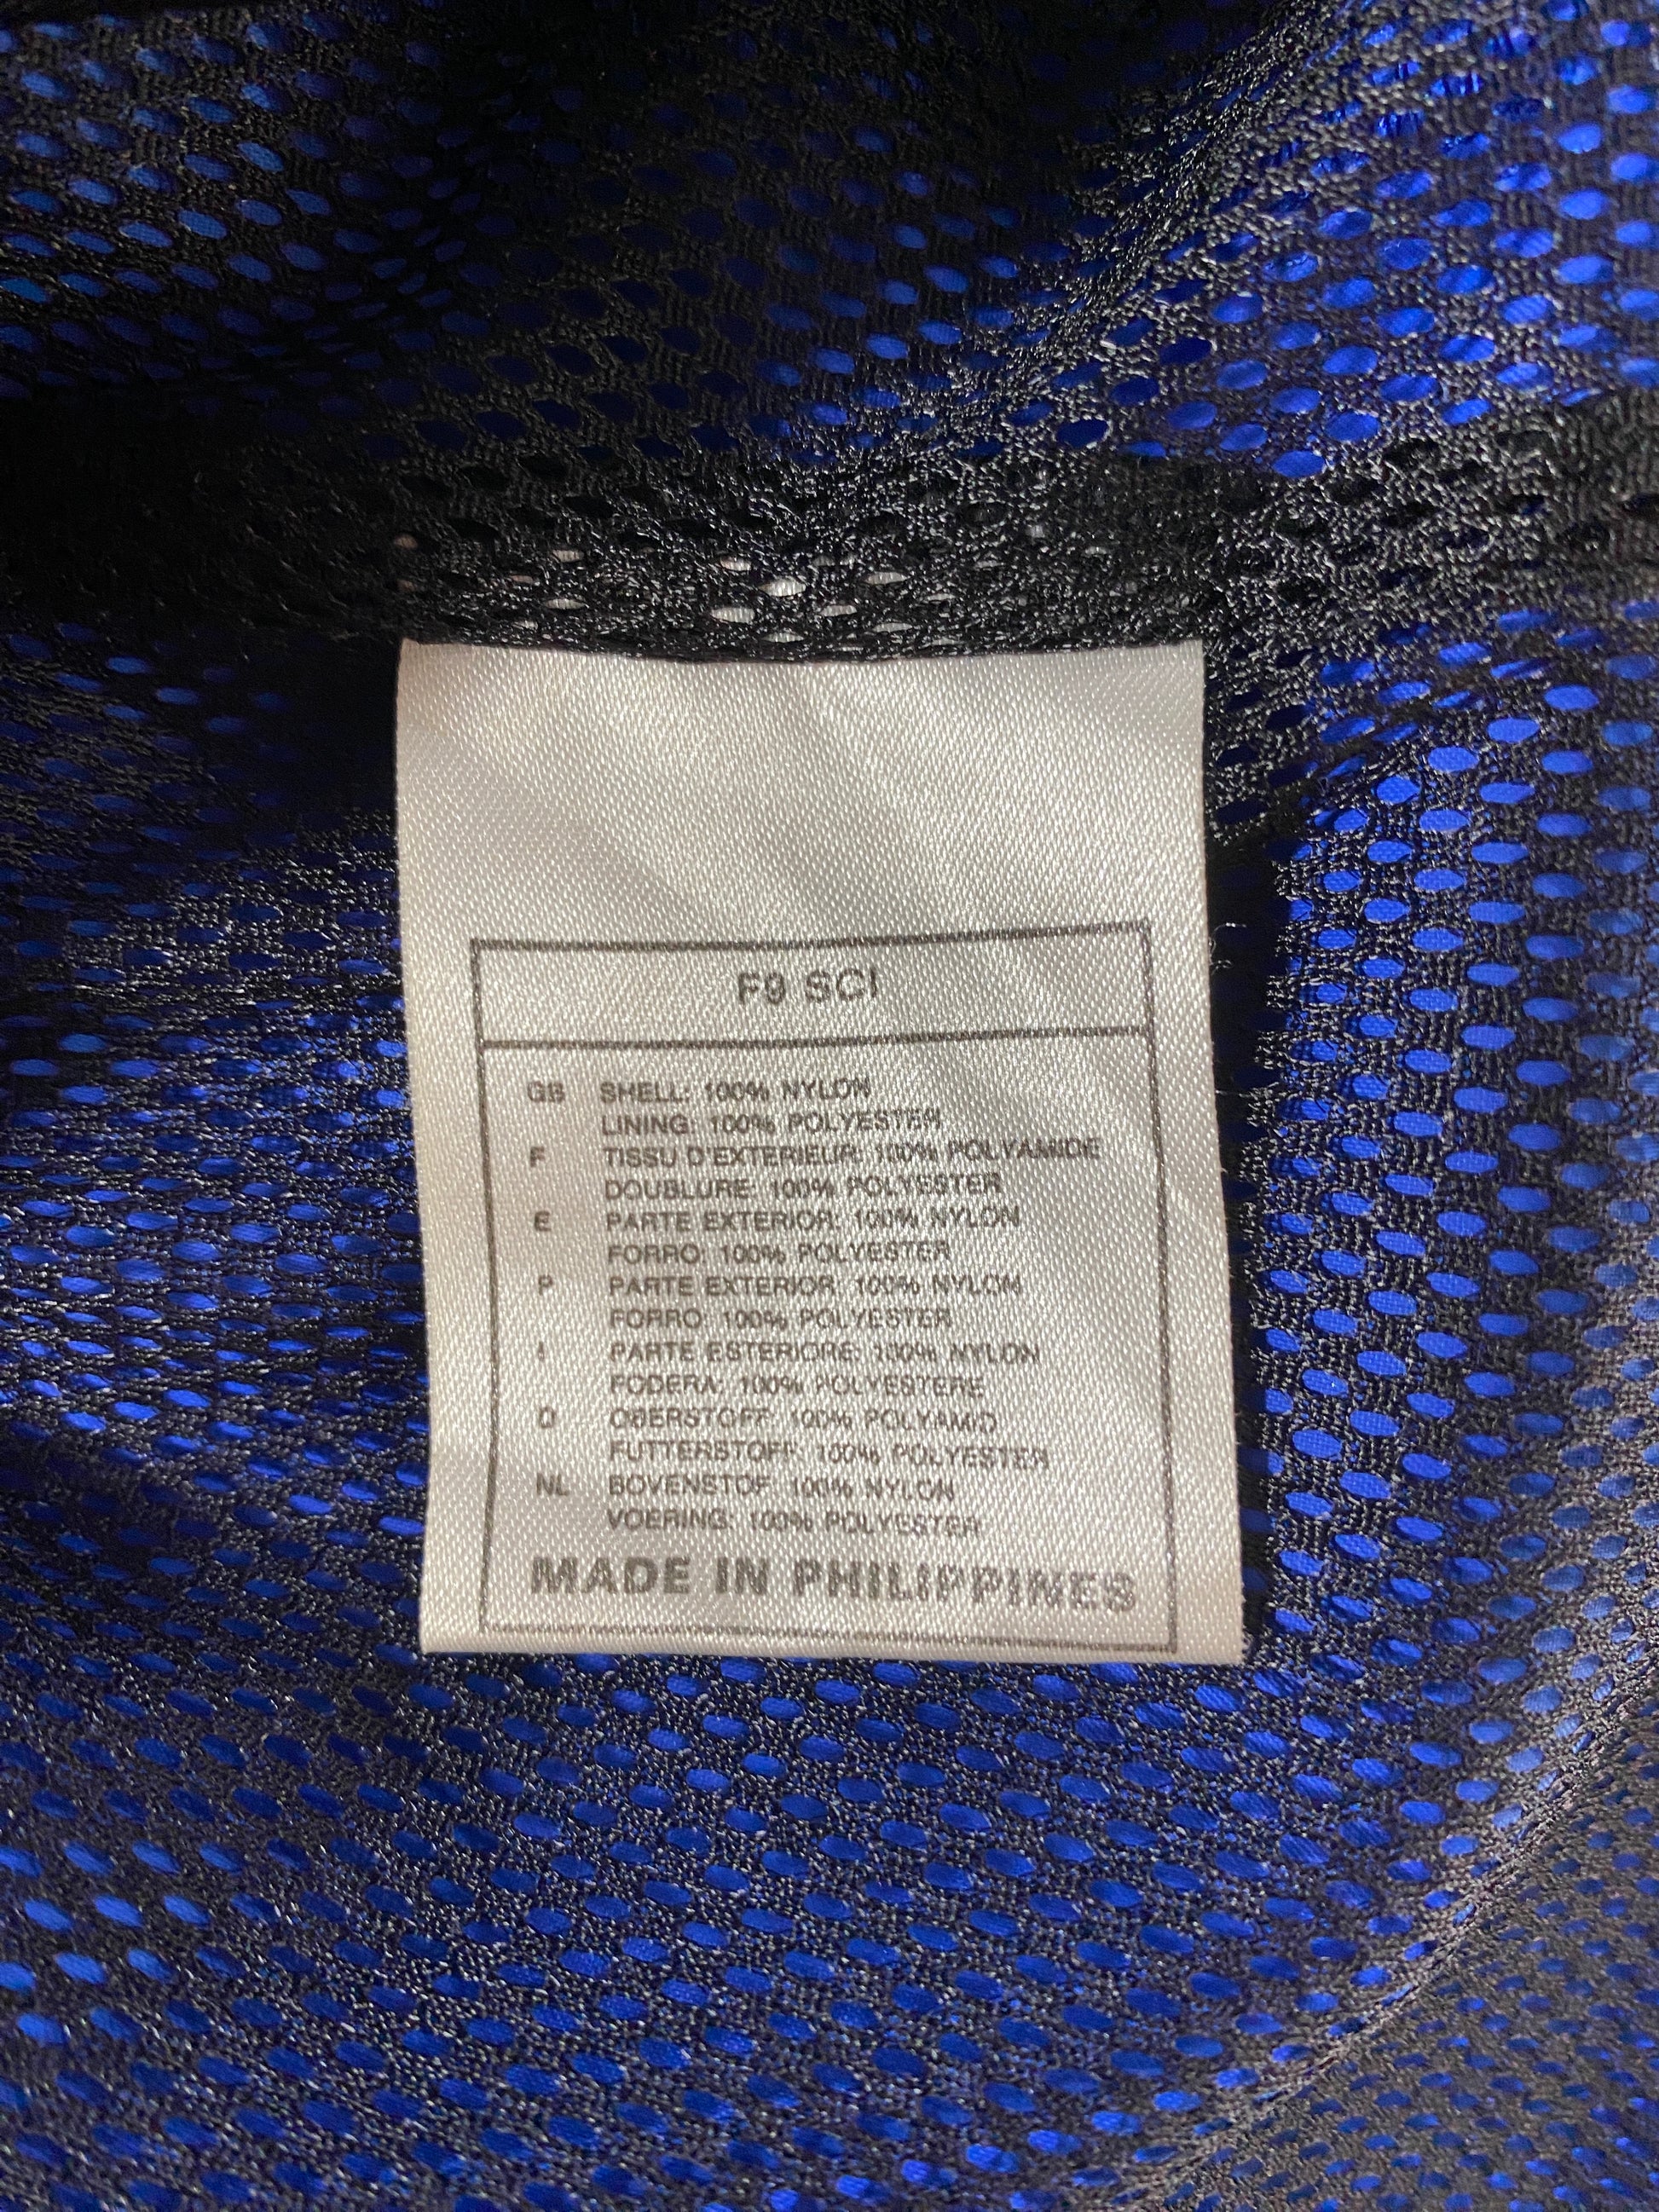 F9 SCI
GB SHELL: 100% NYLON
LINING: 100% POLYESTER
F TISSU D'EXTERIEUR: 100% POLYAMIDE
DOUBLURE: 100% POLYESTER
E PARTE EXTERIOR: 100% NYLON
FORRO: 100% POLYESTER
P PARTE EXTERIOR: 100% NYLON
FORRO: 100% POLYESTER
I PARTE ESTERIORE: 100% NYLON
FODERA: 100% POLYESTERE
D OBERSTOFF: 100% POLYAMID
FUTTERSTOFF: 100% POLYESTER
NL BOVENSTOF: 100% NYLON
VOERING: 100% POLYESTER
MADE IN PHILIPPINES